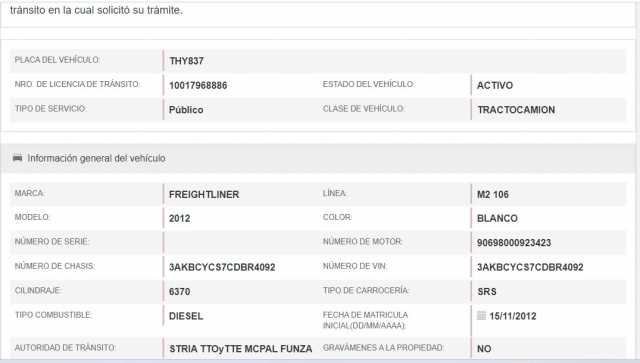 tránsito en la cual solicitó su trámite.
PLACA DEL VEHÍCULO: THY837
NRO. DE LICENCIA DE TRÁNSITO: 10017968886 ESTADO DEL VEHÍCULO: ACTIVO
TIPO DE SERVICIO: Público CLASE DE VEHÍCULO: TRACTOCAMION
Información general del vehículo
MARCA: FREIGHTLINER LÍNEA: M2 106
MODELO: 2012 COLOR: BLANCO
NÚMERO DE SERIE: NÚMERO DE MOTOR: 90698000923423
NÚMERO DE CHASIS: 3AKBCYCS7CDBR4092 NÚMERO DE VIN: 3AKBCYCS7CDBR4092
CILINDRAJE: 6370 TIPO DE CARROCERÍA: SRS
TIPO COMBUSTIBLE: DIESEL FECHA DE MATRICULA INICIAL(DD/MM/AAAA): 15/11/2012
AUTORIDAD DE TRÁNSITO: STRIA TTOyTTE MCPAL FUNZA GRAVÁMENES A LA PROPIEDAD: NO